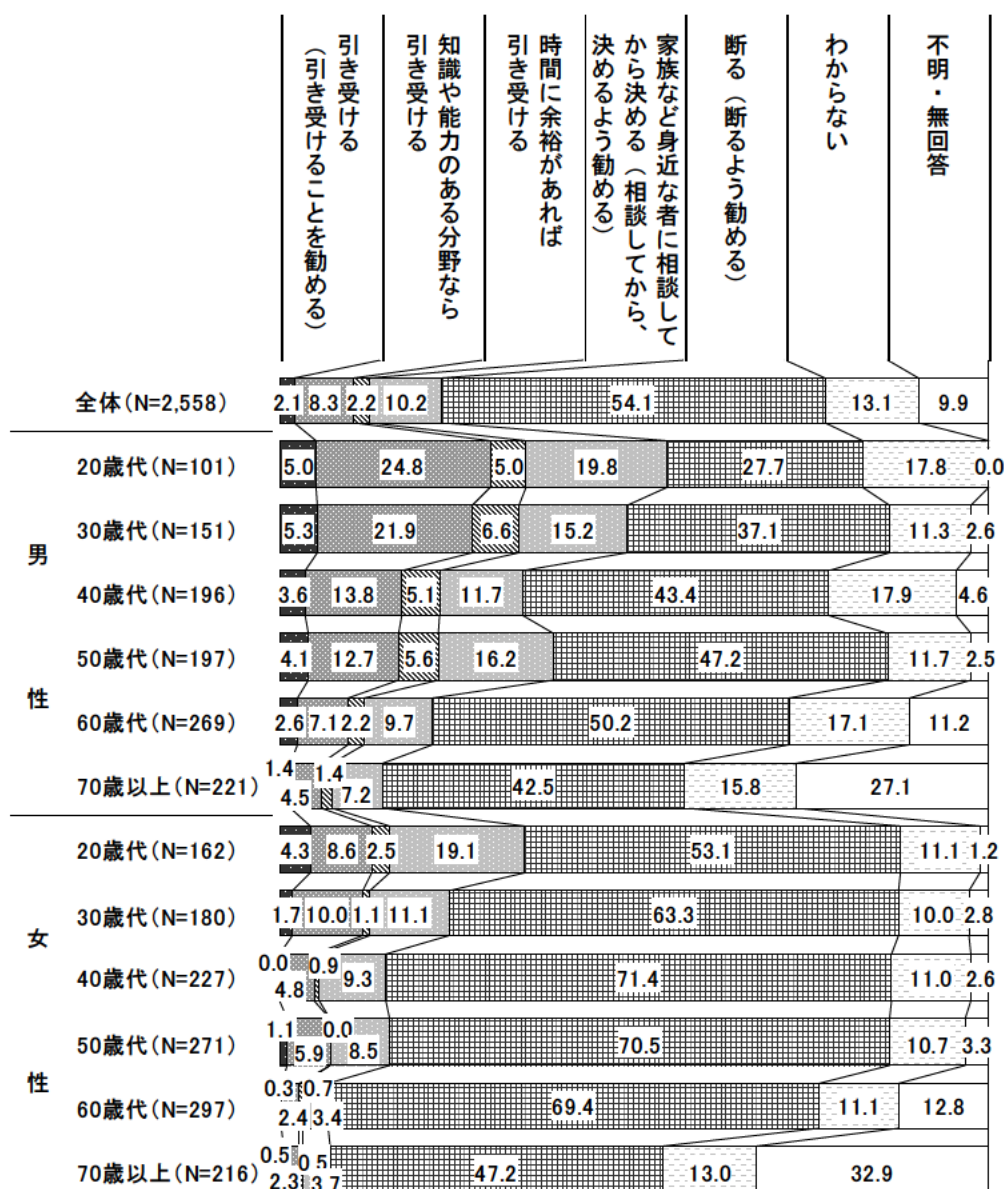 引き受ける
（引き受けることを勧める）
知識や能力のある分野なら
引き受ける
時間に余裕があれば
引き受ける
家族など身近な者に相談して
から決める（相談してから、
決めるよう勧める）
断る（断るよう勧める）
わからない
不明・無回答
全体(N=2,558)
2.1 8.3 2.2 10.2 54.1 13.1 9.9
男性
20歳代(N=101)
5.0 24.8 5.0 19.8 27.7 17.8 0.0
30歳代(N=151)
5.3 21.9 6.6 15.2 37.1 11.3 2.6
40歳代(N=196)
3.6 13.8 5.1 11.7 43.4 17.9 4.6
50歳代(N=197)
4.1 12.7 5.6 16.2 47.2 11.7 2.5
60歳代(N=269)
2.6 7.1 2.2 9.7 50.2 17.1 11.2
70歳以上(N=221)
1.4 4.5 1.4 7.2 42.5 15.8 27.1
女性
20歳代(N=162)
4.3 8.6 2.5 19.1 53.1 11.1 1.2
30歳代(N=180)
1.7 10.0 1.1 11.1 63.3 10.0 2.8
40歳代(N=227)
0.0 4.8 0.9 9.3 71.4 11.0 2.6
50歳代(N=271)
1.1 5.9 0.0 8.5 70.5 10.7 3.3
60歳代(N=297)
0.3 2.4 0.7 3.4 69.4 11.1 12.8
70歳以上(N=216)
0.5 2.3 0.5 3.7 47.2 13.0 32.9